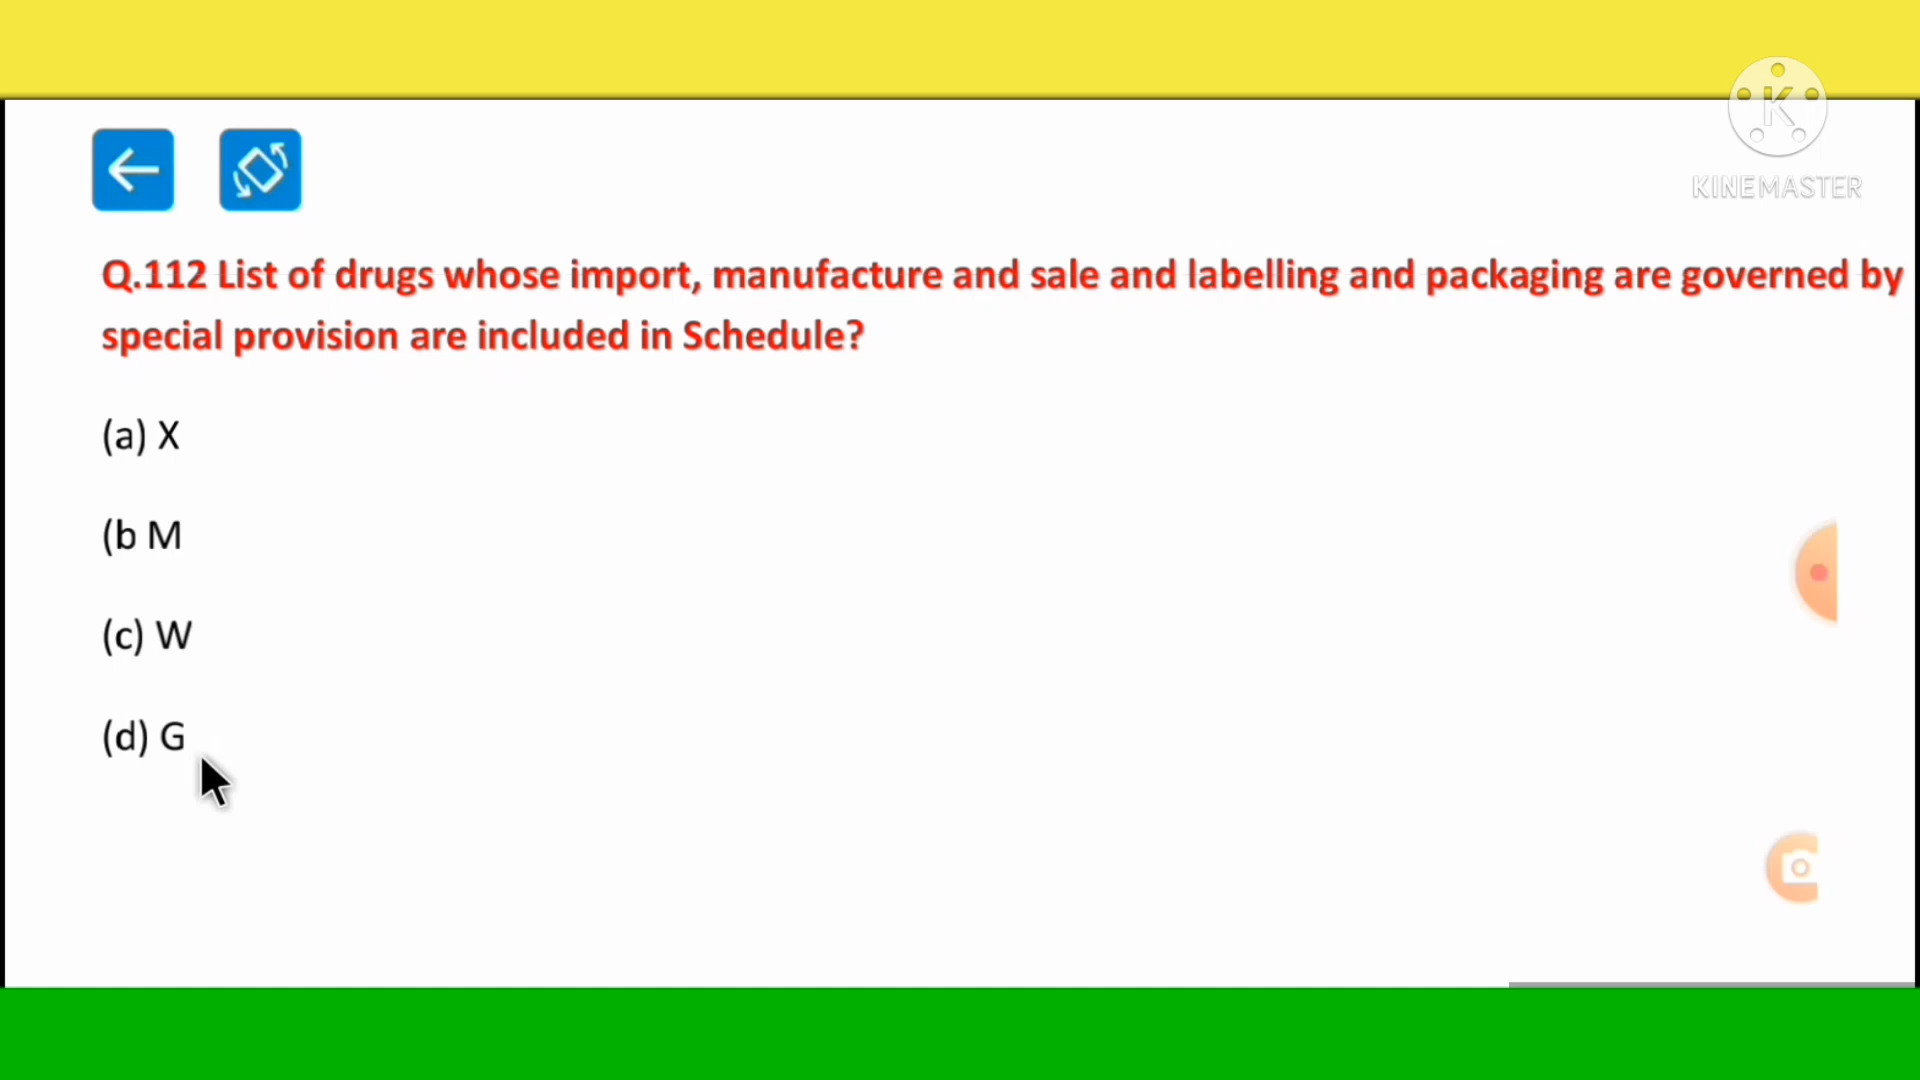 K
KINEMASTER
Q.112 List of drugs whose import, manufacture and sale and labelling and packaging are governed by
special provision are included in Schedule?
(a) X
(b M
(c) W
(d) G